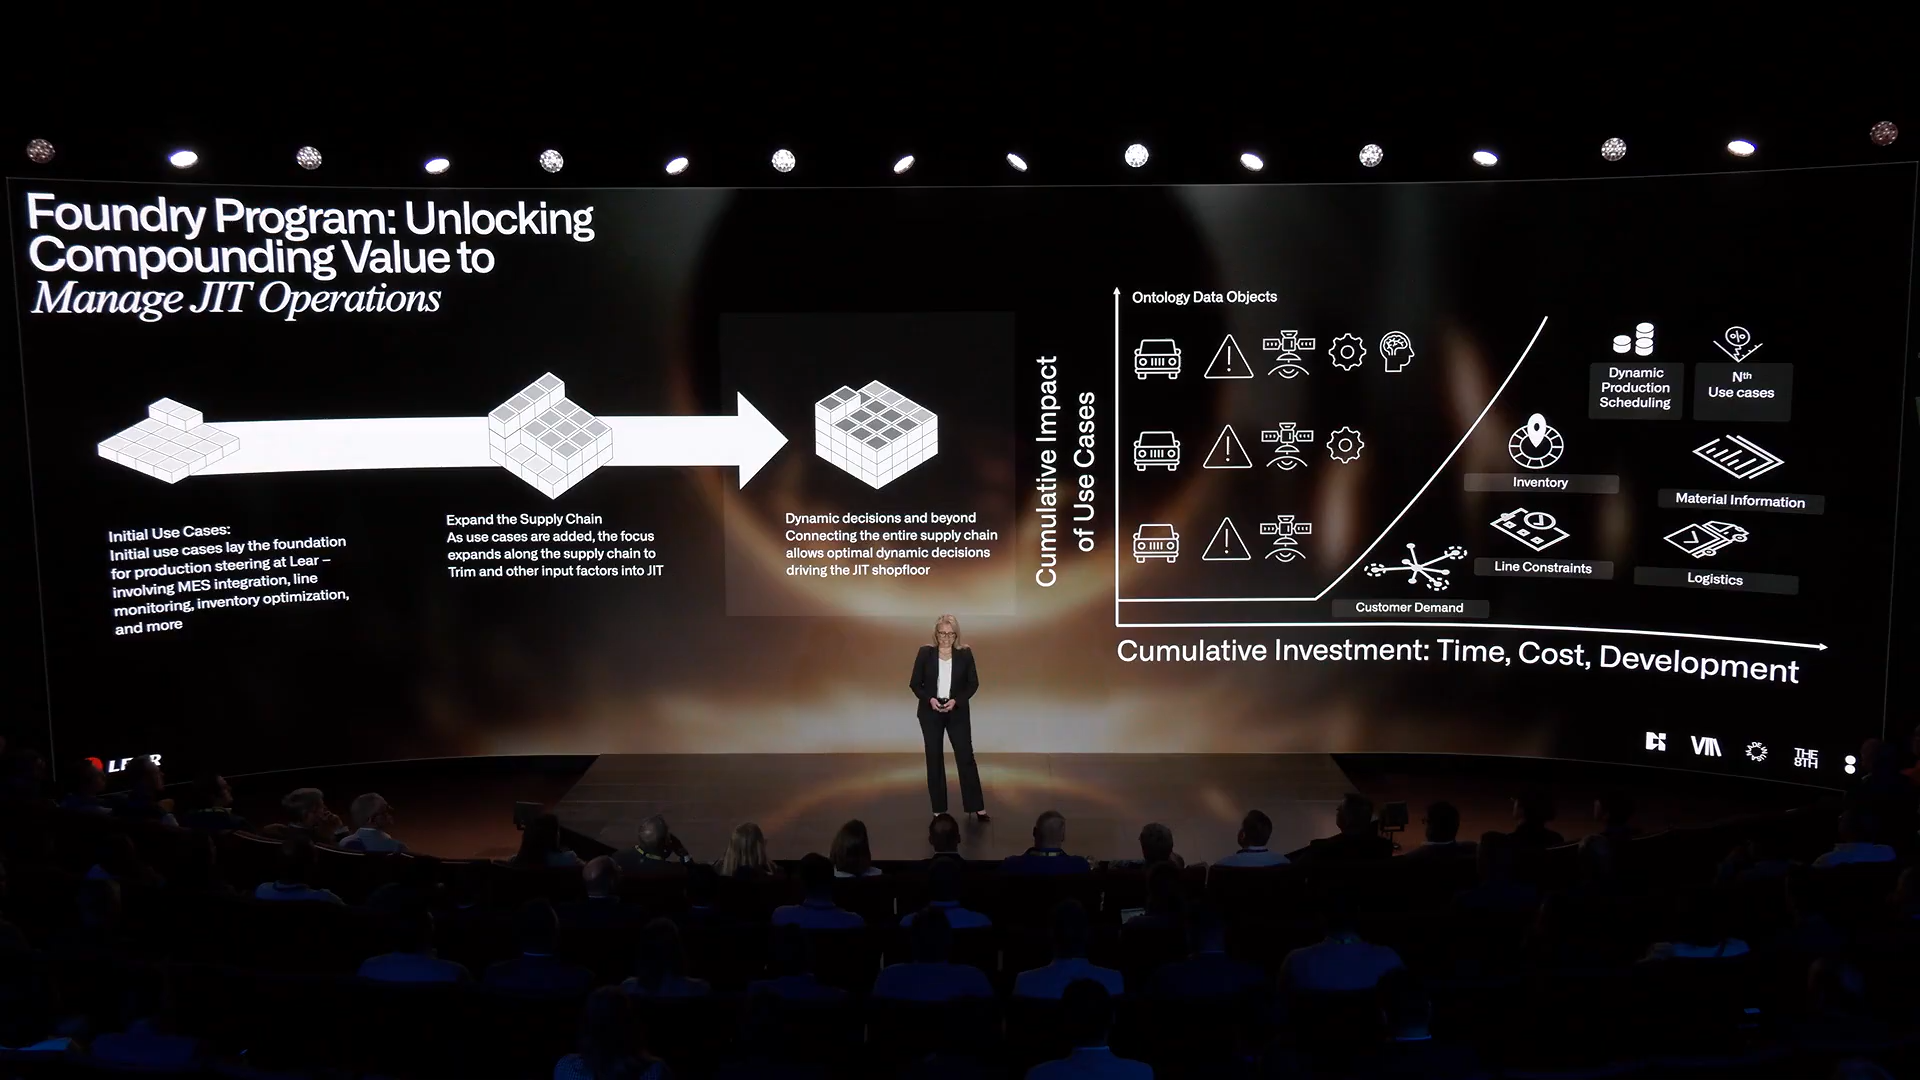 Foundry Program: Unlocking
Compounding Value to
Manage JIT Operations
Initial Use Cases:
Initial use cases lay the foundation
for production steering at Lear –
involving MES integration, line
monitoring, inventory optimization,
and more
Expand the Supply Chain
As use cases are added, the focus
expands along the supply chain to
Trim and other input factors into JIT
Dynamic decisions and beyond
Connecting the entire supply chain
allows optimal dynamic decisions
driving the JIT shopfloor
Cumulative Impact
of Use Cases
Ontology Data Objects
Dynamic
Production
Scheduling
Nth
Use cases
Inventory
Material Information
Line Constraints
Logistics
Customer Demand
Cumulative Investment: Time, Cost, Development
LEAR
VIII
THE
8TH